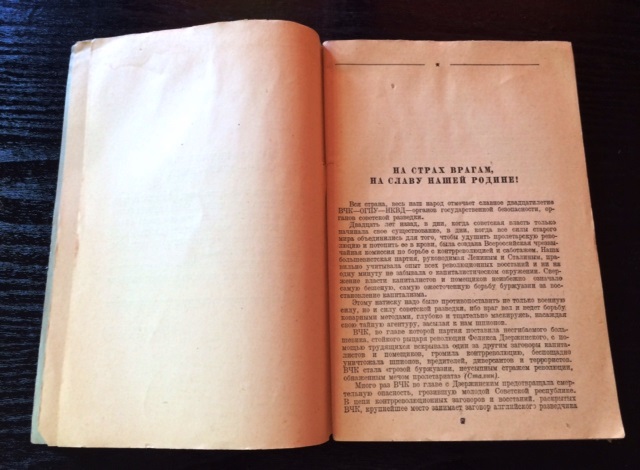 НА СТРАХ ВРАГАМ,
НА СЛАВУ НАШЕЙ РОДИНЕ!
Вся страна, весь наш народ отмечает славное двадцатилетие
ВЧК—ОГПУ—НКВД—органов государственной безопасности, ор-
ганов советской разведки.
Двадцать лет назад, в дни, когда советская власть только
начинала свое существование, в дни, когда все силы старого
мира объединились для того, чтобы удушить пролетарскую рево-
люцию и потопить ее в крови, была создана Всероссийская чрезвы-
чайная комиссия по борьбе с контрреволюцией и саботажем. Наша
большевистская партия, руководимая Лениным и Сталиным, пра-
вильно учитывала опыт всех революционных восстаний и ни на
одну минуту не забывала о капиталистическом окружении. Свер-
жение власти капиталистов и помещиков неизбежно означало
самую бешеную, самую ожесточенную борьбу буржуазии за вос-
становление капитализма.
Этому натиску надо было противопоставить не только военную
силу, но и силу советской разведки, ибо враг вел и ведет борьбу
коварными методами, глубоко и тщательно маскируясь, насаждая
свою тайную агентуру, засылая к нам шпионов.
ВЧК, во главе которой партия поставила несгибаемого боль-
шевика, стойкого рыцаря революции Феликса Дзержинского, с по-
мощью трудящихся вскрывала один за другим заговоры капита-
листов и помещиков, громила контрреволюцию, беспощадно
уничтожала шпионов, вредителей, диверсантов и террористов.
ВЧК стала «грозой буржуазии, неусыпным стражем революции,
обнаженным мечом пролетариата» (Сталин).
Много раз ВЧК во главе с Дзержинским предотвращала смер-
тельную опасность, грозившую молодой Советской республике.
В цепи контрреволюционных заговоров и восстаний, раскрытых
ВЧК, крупнейшее место занимает заговор английского разведчика